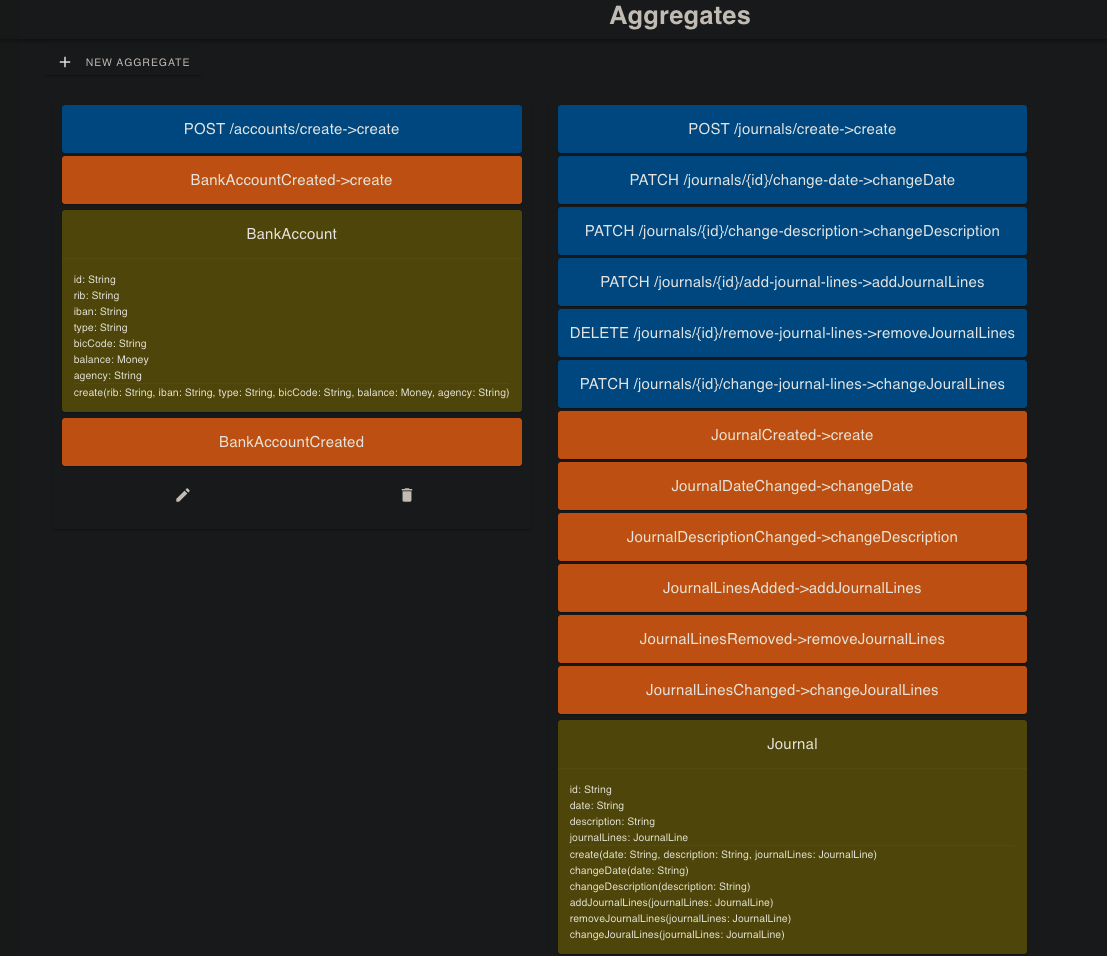 Aggregates
NEW AGGREGATE
POST /accounts/create->create
BankAccountCreated->create
BankAccount
id: String
rib: String
iban: String
type: String
bicCode: String
balance: Money
agency: String
create(rib: String, iban: String, type: String, bicCode: String, balance: Money, agency: String)
BankAccountCreated
POST /journals/create->create
PATCH /journals/{id}/change-date->changeDate
PATCH /journals/{id}/change-description->changeDescription
PATCH /journals/{id}/add-journal-lines->addJournalLines
DELETE /journals/{id}/remove-journal-lines->removeJournalLines
PATCH /journals/{id}/change-journal-lines->changeJouralLines
JournalCreated->create
JournalDateChanged->changeDate
JournalDescriptionChanged->changeDescription
JournalLinesAdded->addJournalLines
JournalLinesRemoved->removeJournalLines
JournalLinesChanged->changeJouralLines
Journal
id: String
date: String
description: String
journalLines: JournalLine
create(date: String, description: String, journalLines: JournalLine)
changeDate(date: String)
changeDescription(description: String)
addJournalLines(journalLines: JournalLine)
removeJournalLines(journalLines: JournalLine)
changeJouralLines(journalLines: JournalLine)